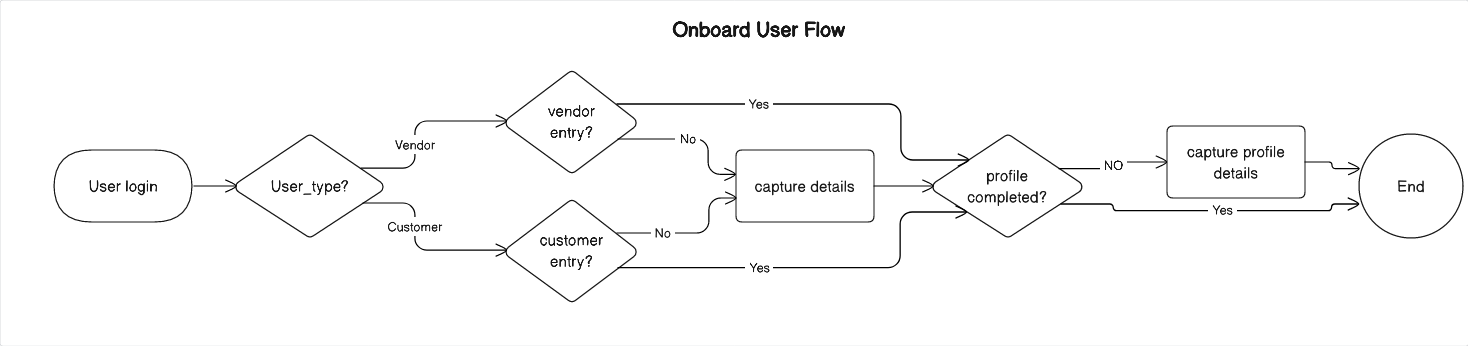 Onboard User Flow
User login
User_type?
Vendor
Customer
vendor
entry?
customer
entry?
Yes
No
No
Yes
capture details
profile
completed?
NO
Yes
capture profile
details
End